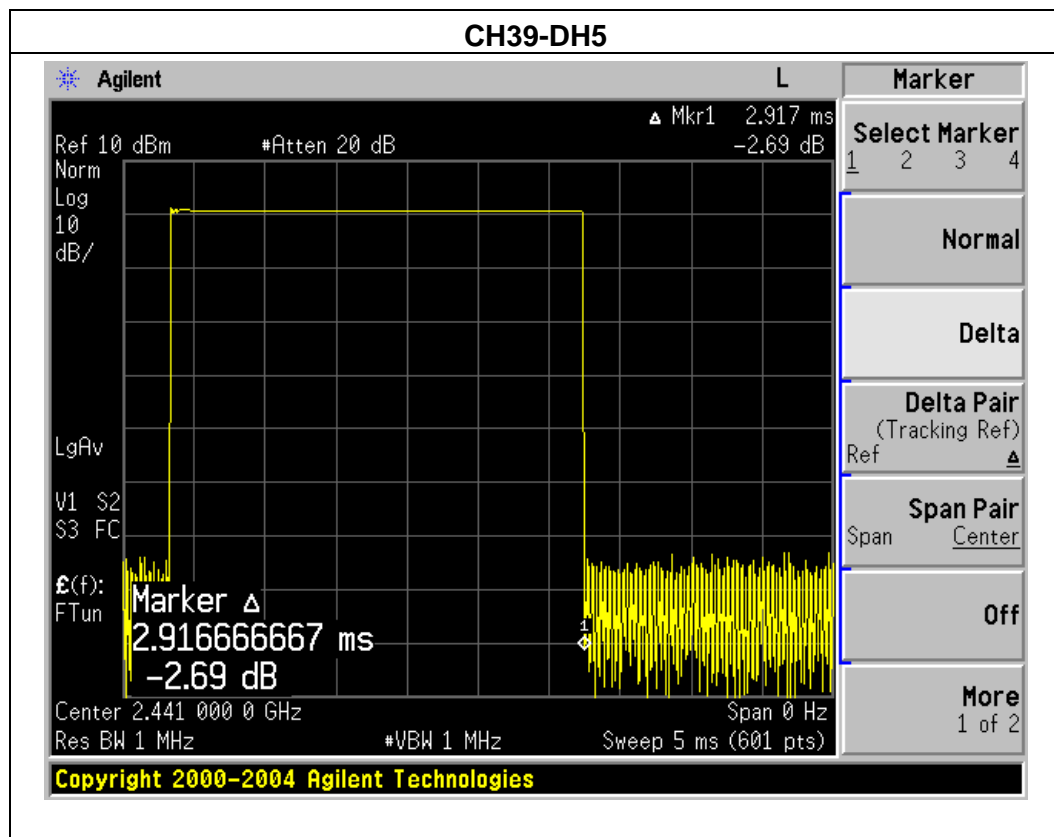 CH39-DH5
Agilent L
Δ Mkr1 2.917 ms
Ref 10 dBm #Atten 20 dB -2.69 dB
Norm
Log
10
dB/
LgAv
V1 S2
S3 FC
£(f):
FTun
Marker Δ
2.916666667 ms
-2.69 dB
1
Center 2.441 000 0 GHz Span 0 Hz
Res BW 1 MHz #VBW 1 MHz Sweep 5 ms (601 pts)
Copyright 2000-2004 Agilent Technologies
Marker
Select Marker
1 2 3 4
Normal
Delta
Delta Pair
(Tracking Ref)
Ref Δ
Span Pair
Span Center
Off
More
1 of 2